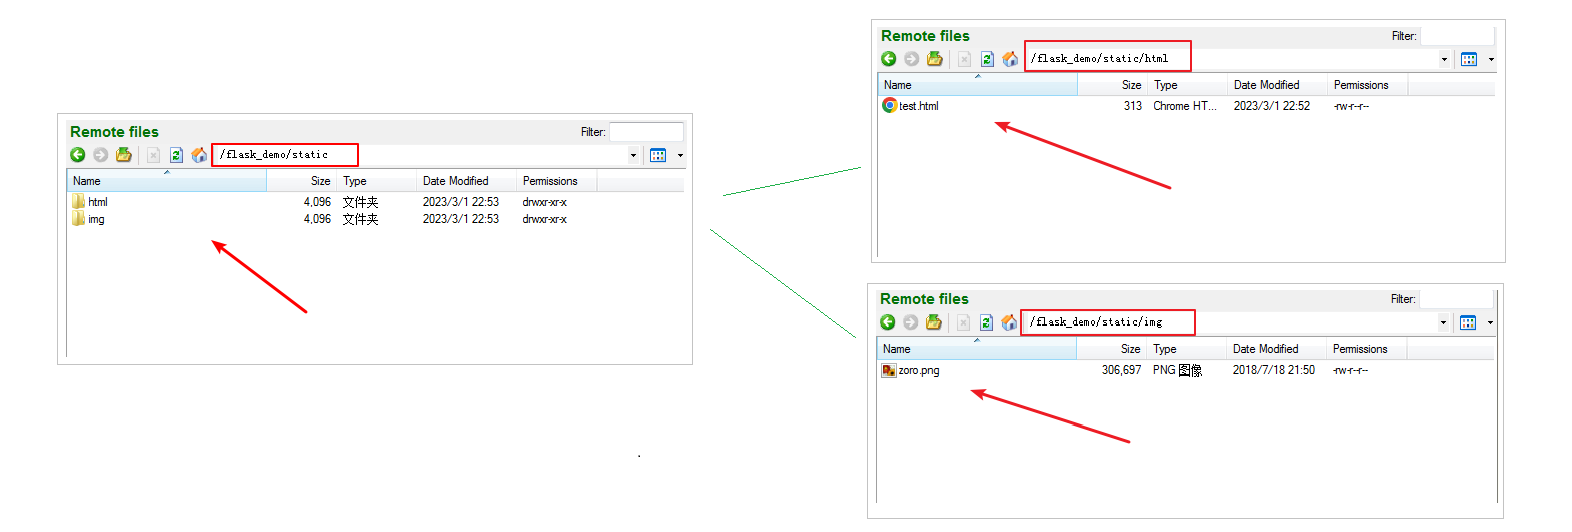 Remote files
Filter:
/flask_demo/static
Name Size Type Date Modified Permissions
html 4,096 文件夹 2023/3/1 22:53 drwxr-xr-x
img 4,096 文件夹 2023/3/1 22:53 drwxr-xr-x
Remote files
Filter:
/flask_demo/static/html
Name Size Type Date Modified Permissions
test.html 313 Chrome HT... 2023/3/1 22:52 -rw-r--r--
Remote files
Filter:
/flask_demo/static/img
Name Size Type Date Modified Permissions
zoro.png 306,697 PNG 图像 2018/7/18 21:50 -rw-r--r--